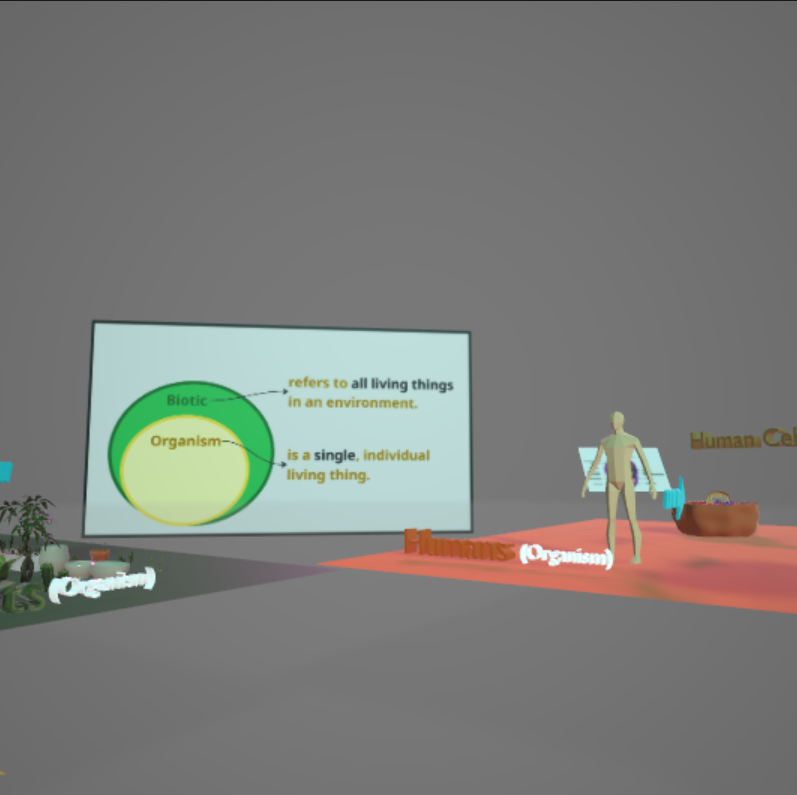 Biotic
refers to all living things
in an environment.
Organism
is a single, individual
living thing.
Human Cel
Humans (Organism)
ts (Organism)